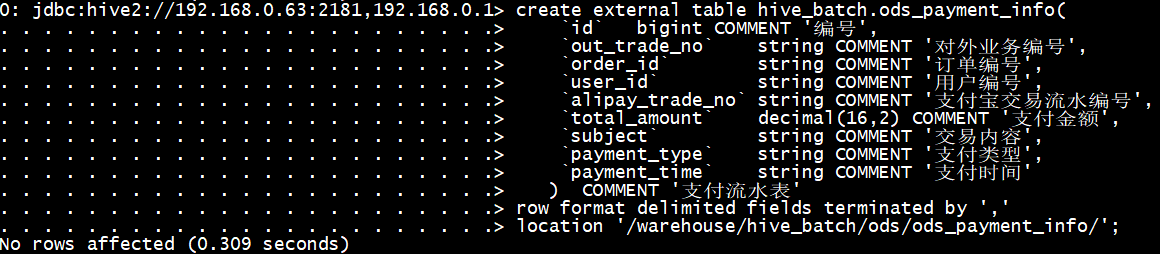 0: jdbc:hive2://192.168.0.63:2181,192.168.0.1> create external table hive_batch.ods_payment_info(
. . . . . . . . . . . . . . . . . . . . . . .>     `id`   bigint COMMENT '编号',
. . . . . . . . . . . . . . . . . . . . . . .>     `out_trade_no`    string COMMENT '对外业务编号',
. . . . . . . . . . . . . . . . . . . . . . .>     `order_id`        string COMMENT '订单编号',
. . . . . . . . . . . . . . . . . . . . . . .>     `user_id`         string COMMENT '用户编号',
. . . . . . . . . . . . . . . . . . . . . . .>     `alipay_trade_no` string COMMENT '支付宝交易流水编号',
. . . . . . . . . . . . . . . . . . . . . . .>     `total_amount`    decimal(16,2) COMMENT '支付金额',
. . . . . . . . . . . . . . . . . . . . . . .>     `subject`         string COMMENT '交易内容',
. . . . . . . . . . . . . . . . . . . . . . .>     `payment_type`    string COMMENT '支付类型',
. . . . . . . . . . . . . . . . . . . . . . .>     `payment_time`    string COMMENT '支付时间'
. . . . . . . . . . . . . . . . . . . . . . .>    )  COMMENT '支付流水表'
. . . . . . . . . . . . . . . . . . . . . . .> row format delimited fields terminated by ','
. . . . . . . . . . . . . . . . . . . . . . .> location '/warehouse/hive_batch/ods/ods_payment_info/';
No rows affected (0.309 seconds)